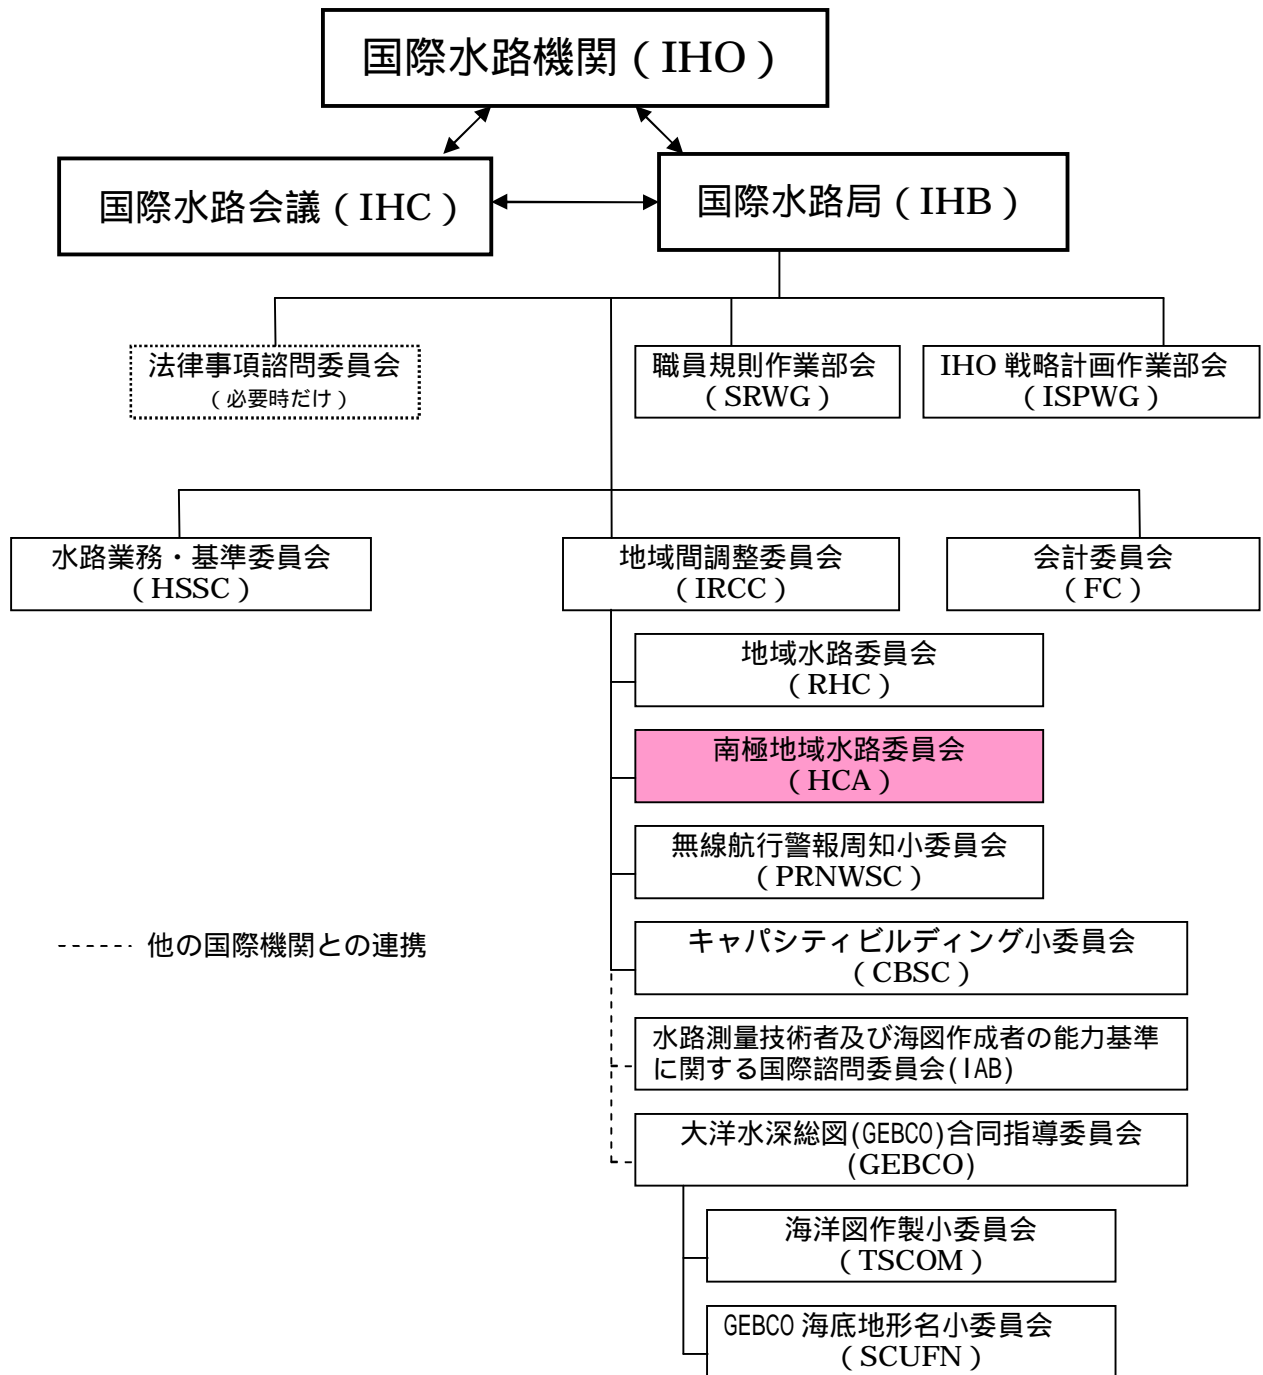 国際水路機関（IHO）
国際水路会議（IHC）
国際水路局（IHB）
法律事項諮問委員会
（必要時だけ）
職員規則作業部会
（SRWG）
IHO 戦略計画作業部会
（ISPWG）
水路業務・基準委員会
（HSSC）
地域間調整委員会
（IRCC）
会計委員会
（FC）
地域水路委員会
（RHC）
南極地域水路委員会
（HCA）
無線航行警報周知小委員会
（PRNWSC）
------ 他の国際機関との連携
キャパシティビルディング小委員会
（CBSC）
水路測量技術者及び海図作成者の能力基準
に関する国際諮問委員会(IAB)
大洋水深総図(GEBCO)合同指導委員会
(GEBCO)
海洋図作製小委員会
（TSCOM）
GEBCO 海底地形名小委員会
（SCUFN）